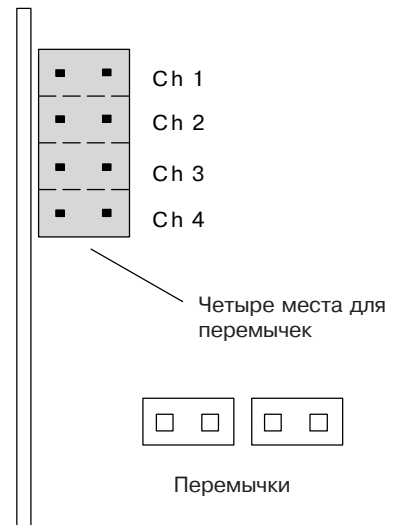 Ch 1
Ch 2
Ch 3
Ch 4
Четыре места для
перемычек
Перемычки